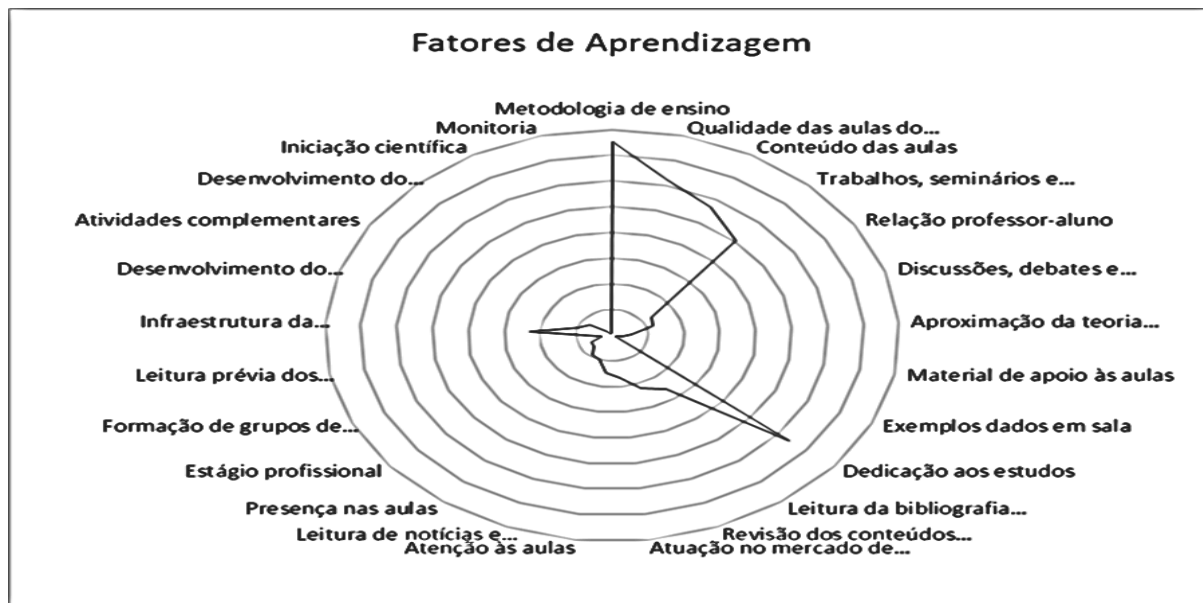 Fatores de Aprendizagem
Metodologia de ensino
Qualidade das aulas do...
Conteúdo das aulas
Trabalhos, seminários e...
Relação professor-aluno
Discussões, debates e...
Aproximação da teoria...
Material de apoio às aulas
Exemplos dados em sala
Dedicação aos estudos
Leitura da bibliografia...
Revisão dos conteúdos...
Atuação no mercado de...
Atenção às aulas
Leitura de notícias e...
Presença nas aulas
Estágio profissional
Formação de grupos de...
Leitura prévia dos...
Infraestrutura da...
Desenvolvimento do...
Atividades complementares
Desenvolvimento do...
Iniciação científica
Monitoria